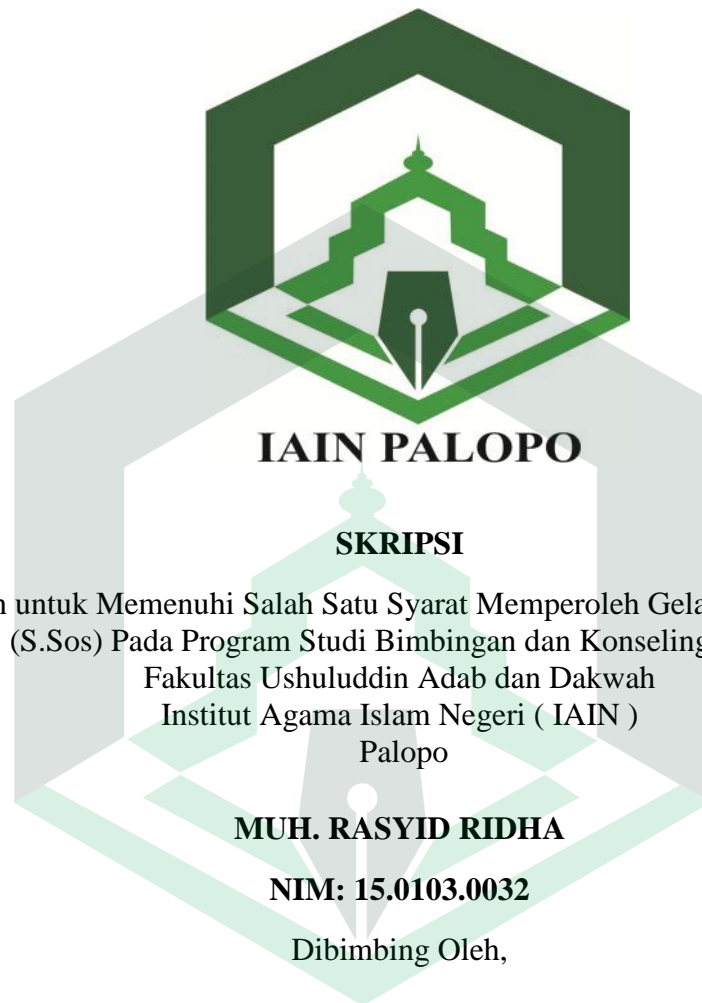 IAIN PALOPO
SKRIPSI
untuk Memenuhi Salah Satu Syarat Memperoleh
(S.Sos) Pada Program Studi Bimbingan dan Konseling
Fakultas Ushuluddin Adab dan Dakwah
Institut Agama Islam Negeri ( IAIN )
Palopo
MUH. RASYID RIDHA
NIM: 15.0103.0032
Dibimbing Oleh,